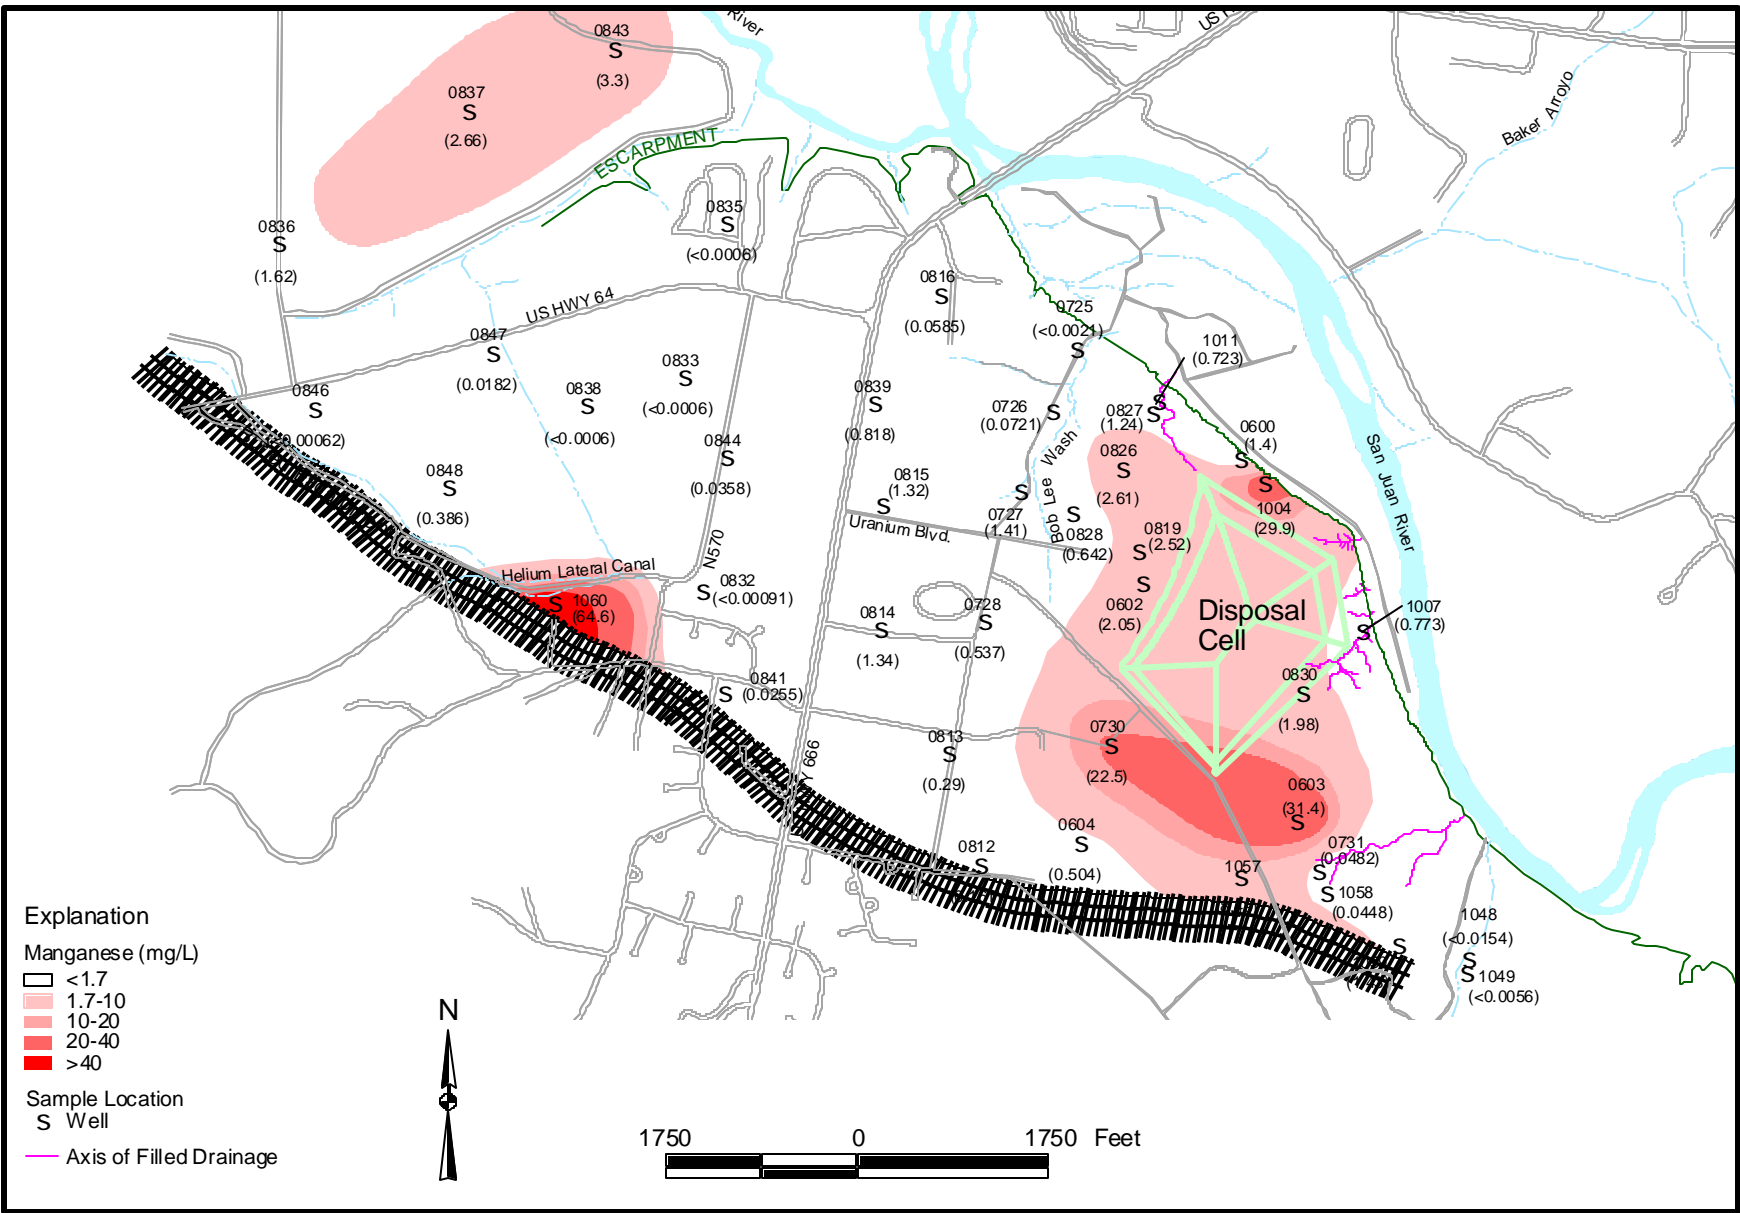 River
US H
0843
S
(3.3)
0837
S
(2.66)
Baker Arroyo
ESCARPMENT
0836
S
(1.62)
0835
S
(<0.0006)
0816
S
(0.0585)
0725
(<0.0021)
S
1011
(0.723)
US HWY 64
0847
S
(0.0182)
0833
S
(<0.0006)
0838
S
(<0.0006)
0846
S
0.00062)
0839
S
(0.818)
0726
S
(0.0721)
0827
S
S
(1.24)
0600
(1.4)
S
Bob Lee Wash
0826
S
(2.61)
San Juan River
0844
S
(0.0358)
0848
S
(0.386)
0815
(1.32)
S
Uranium Blvd.
S
0727
(1.41)
S
0828
(0.642)
0819
(2.52)
S
S
1004
(29.9)
N570
Helium Lateral Canal
S
1060
(64.6)
S
0832
(<0.00091)
0814
S
(1.34)
0728
S
(0.537)
S
0602
(2.05)
Disposal
Cell
1007
(0.773)
S
0830
S
(1.98)
0841
S
(0.0255)
0730
S
(22.5)
0813
S
(0.29)
Y 666
0603
(31.4)
S
0604
S
(0.504)
0812
S
1057
S
0731
(0.0482)
S
S
1058
(0.0448)
S
1048
(<0.0154)
S
S
1049
(<0.0056)
Explanation
Manganese (mg/L)
<1.7
1.7-10
10-20
20-40
>40
Sample Location
S Well
Axis of Filled Drainage
N
1750 0 1750 Feet